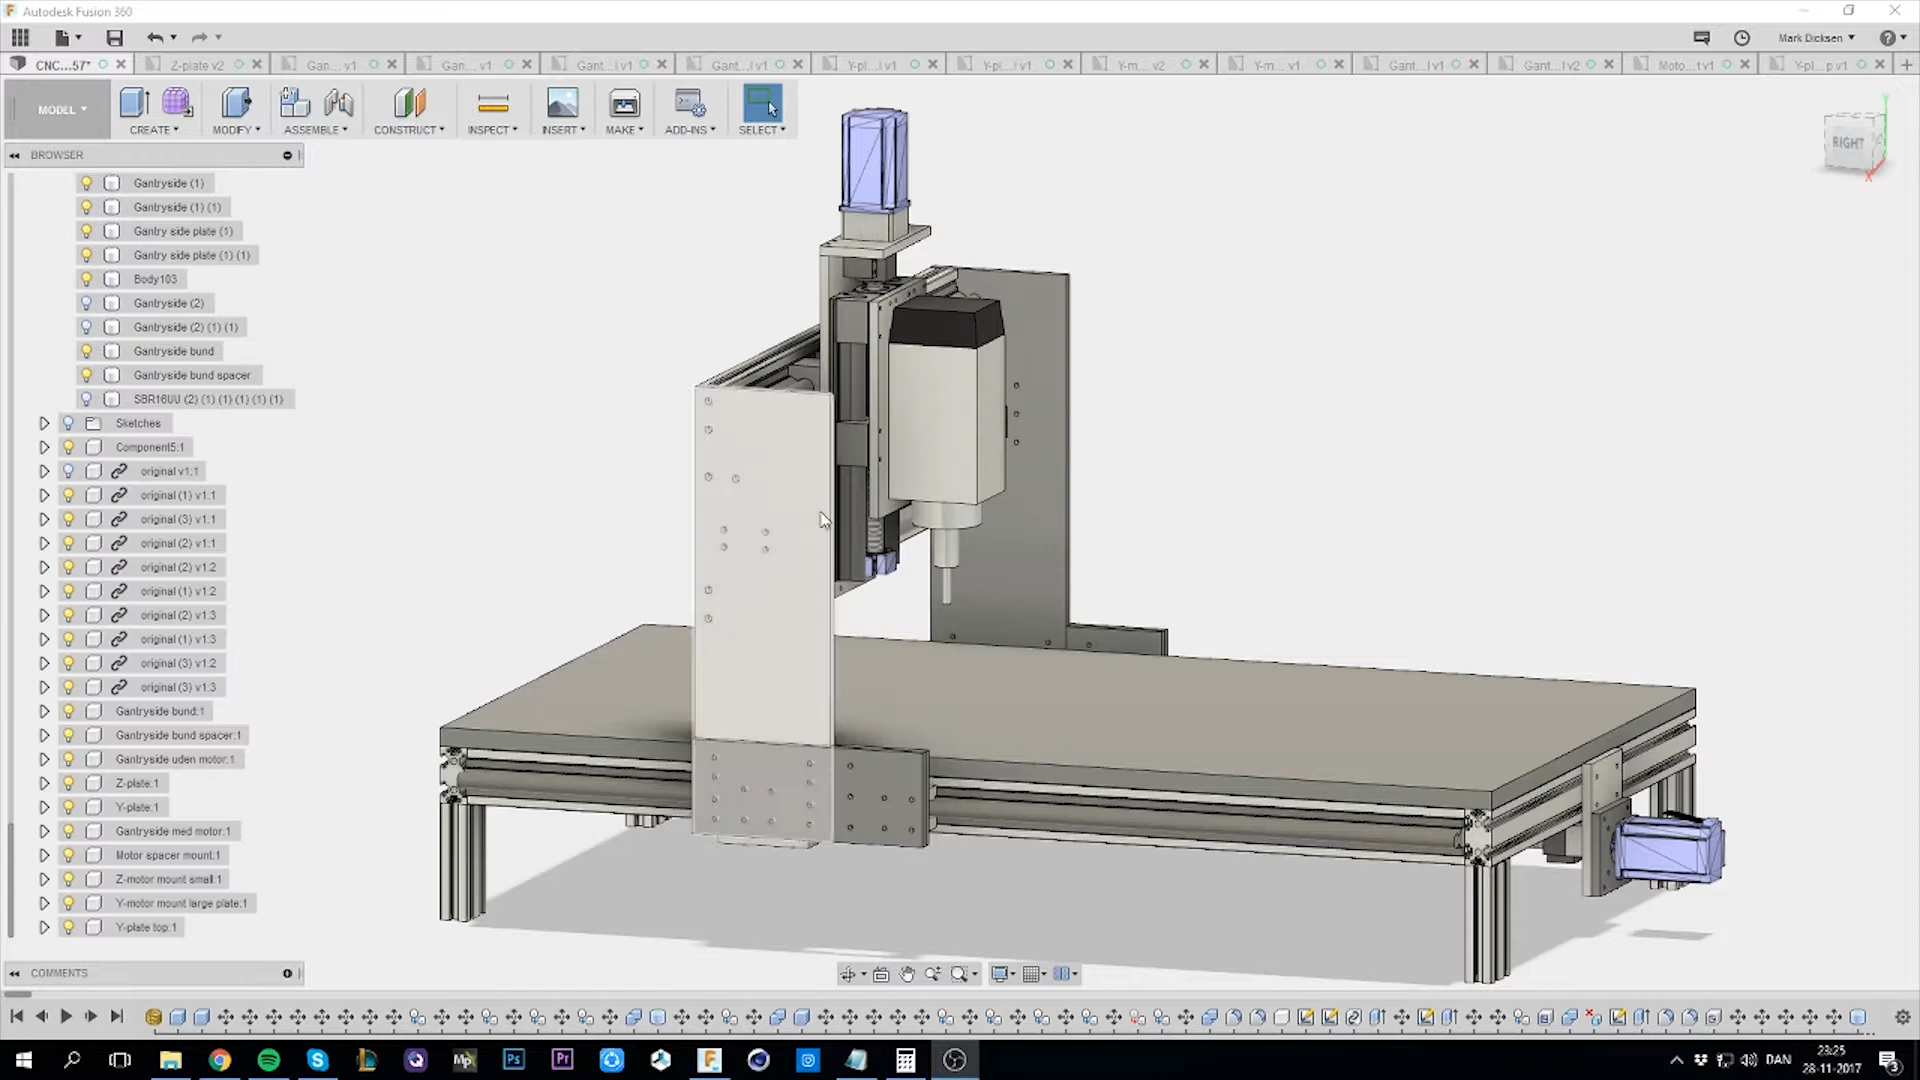 Autodesk Fusion 360
Mark Dicksen
CNC...57*
Z-plate v2
Gan... v1
Gan... v1
Gant...l v1
Gant...l v1
Y-pl...l v1
Y-pl...l v1
Y-m... v2
Y-m... v1
Gant...l v1
Gant...l v2
Moto...t v1
Y-pl...p v1
MODEL
CREATE
MODIFY
ASSEMBLE
CONSTRUCT
INSPECT
INSERT
MAKE
ADD-INS
SELECT
RIGHT
Y
X
BROWSER
Gantryside (1)
Gantryside (1) (1)
Gantry side plate (1)
Gantry side plate (1) (1)
Body103
Gantryside (2)
Gantryside (2) (1) (1)
Gantryside bund
Gantryside bund spacer
SBR16UU (2) (1) (1) (1) (1) (1)
Sketches
Component5:1
original v1:1
original (1) v1:1
original (3) v1:1
original (2) v1:1
original (2) v1:2
original (1) v1:2
original (2) v1:3
original (1) v1:3
original (3) v1:2
original (3) v1:3
Gantryside bund:1
Gantryside bund spacer:1
Gantryside uden motor:1
Z-plate:1
Y-plate:1
Gantryside med motor:1
Motor spacer mount:1
Z-motor mount small:1
Y-motor mount large plate:1
Y-plate top:1
COMMENTS
Mp
Ps
Pr
F
DAN
23:25
28-11-2017
3